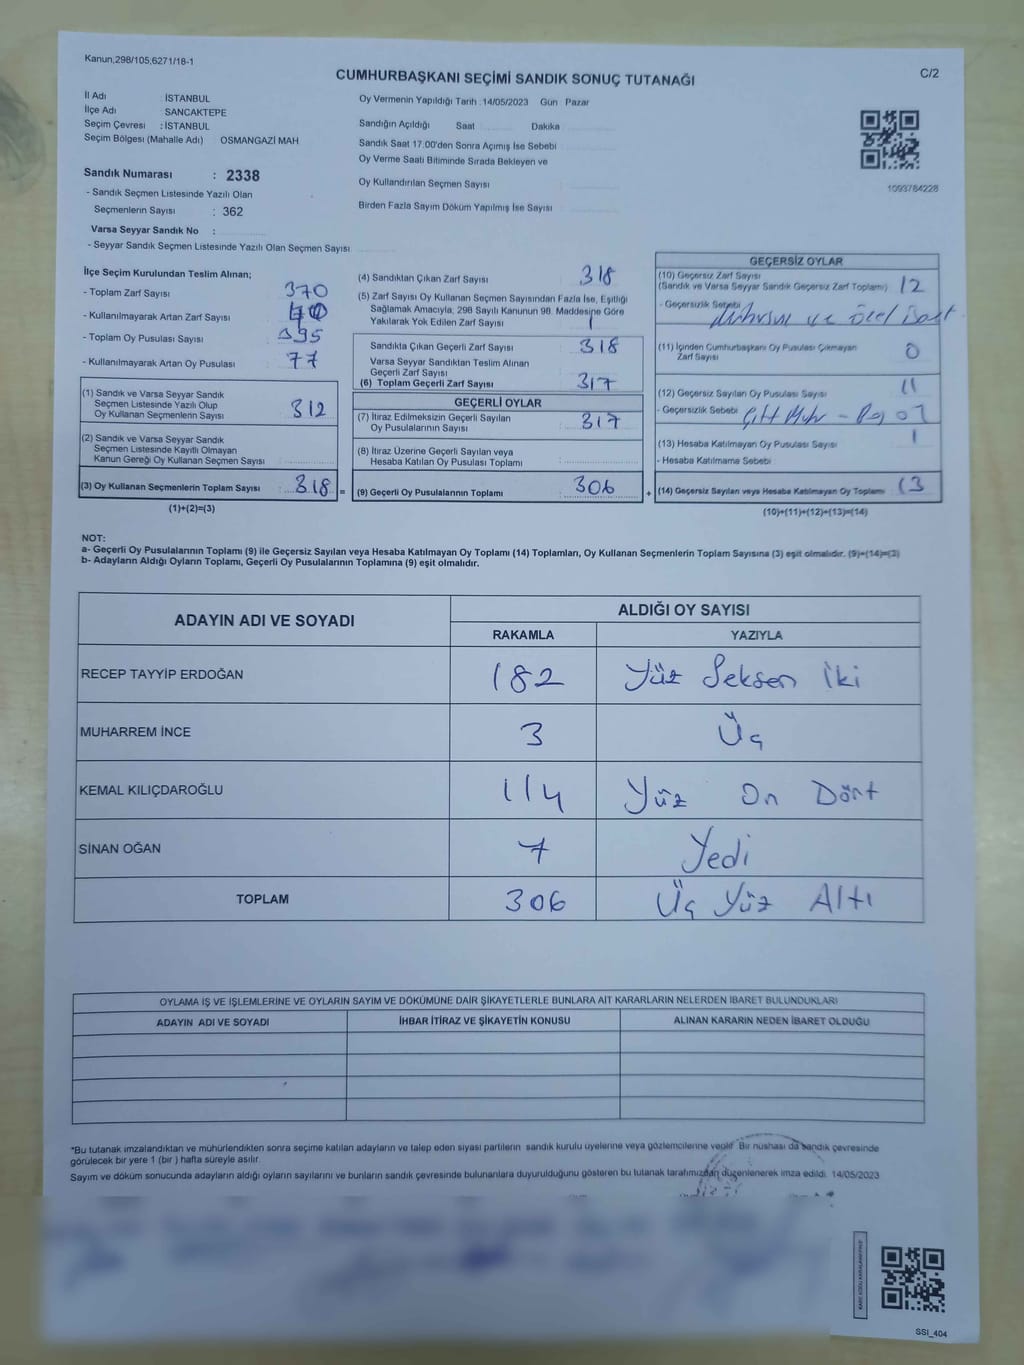 Kanun,298/105,6271/18-1
C/2
CUMHURBAŞKANI SEÇİMİ SANDIK SONUÇ TUTANAĞI
İl Adı İSTANBUL
İlçe Adı : SANCAKTEPE
Seçim Çevresi : İSTANBUL
Seçim Bölgesi (Mahalle Adı) OSMANGAZİ MAH
Sandık Numarası : 2338
- Sandık Seçmen Listesinde Yazılı Olan
Seçmenlerin Sayısı : 362
Varsa Seyyar Sandık No :
- Seyyar Sandık Seçmen Listesinde Yazılı Olan Seçmen Sayısı
Oy Vermenin Yapıldığı Tarih : 14/05/2023 Gün Pazar
Sandığın Açıldığı Saat Dakika
Sandık Saat 17.00'den Sonra Açımış İse Sebebi
Oy Verme Saati Bitiminde Sırada Bekleyen ve
Oy Kullandırılan Seçmen Sayısı
Birden Fazla Sayım Döküm Yapılmış İse Sayısı
1093784228
İlçe Seçim Kurulundan Teslim Alınan;
- Toplam Zarf Sayısı 370
- Kullanılmayarak Artan Zarf Sayısı
- Toplam Oy Pusulası Sayısı 395
- Kullanılmayarak Artan Oy Pusulası 77
(1) Sandık ve Varsa Seyyar Sandık
Seçmen Listesinde Yazılı Olup
Oy Kullanan Seçmenlerin Sayısı 312
(2) Sandık ve Varsa Seyyar Sandık
Seçmen Listesinde Kayıtlı Olmayan
Kanun Gereği Oy Kullanan Seçmen Sayısı
(3) Oy Kullanan Seçmenlerin Toplam Sayısı : 318 =
(1)+(2)=(3)
(4) Sandıktan Çıkan Zarf Sayısı 318
(5) Zarf Sayısı Oy Kullanan Seçmen Sayısından Fazla İse, Eşitliği
Sağlamak Amacıyla, 298 Sayılı Kanunun 98. Maddesine Göre
Yakılarak Yok Edilen Zarf Sayısı 1
Sandıkta Çıkan Geçerli Zarf Sayısı : 318
Varsa Seyyar Sandıktan Teslim Alınan
Geçerli Zarf Sayısı
(6) Toplam Geçerli Zarf Sayısı 317
GEÇERLİ OYLAR
(7) İtiraz Edilmeksizin Geçerli Sayılan
Oy Pusulalarının Sayısı : 317
(8) İtiraz Üzerine Geçerli Sayılan veya
Hesaba Katılan Oy Pusulası Toplamı
(9) Geçerli Oy Pusulalarının Toplamı 306 +
GEÇERSİZ OYLAR
(10) Geçersiz Zarf Sayısı
(Sandık ve Varsa Seyyar Sandık Geçersiz Zarf Toplamı) 12
- Geçersizlik Sebebi ve özel
(11) İçinden Cumhurbaşkanı Oy Pusulası Çıkmayan
Zarf Sayısı 0
(12) Geçersiz Sayılan Oy Pusulası Sayısı 11
- Geçersizlik Sebebi
(13) Hesaba Katılmayan Oy Pusulası Sayısı 1
- Hesaba Katılmama Sebebi
(14) Geçersiz Sayılan veya Hesaba Katılmayan Oy Toplamı 13
(10)+(11)+(12)+(13)=(14)
NOT:
a- Geçerli Oy Pusulalarının Toplamı (9) ile Geçersiz Sayılan veya Hesaba Katılmayan Oy Toplamı (14) Toplamları, Oy Kullanan Seçmenlerin Toplam Sayısına (3) eşit olmalıdır. (9)+(14)=(3)
b- Adayların Aldığı Oyların Toplamı, Geçerli Oy Pusulalarının Toplamına (9) eşit olmalıdır.
ADAYIN ADI VE SOYADI
ALDIĞI OY SAYISI
RAKAMLA YAZIYLA
RECEP TAYYİP ERDOĞAN 182 Yüz Seksen İki
MUHARREM İNCE 3 Üç
KEMAL KILIÇDAROĞLU 114 Yüz On Dört
SİNAN OĞAN 7 Yedi
TOPLAM 306 Üç Yüz Altı
OYLAMA İŞ VE İŞLEMLERİNE VE OYLARIN SAYIM VE DÖKÜMÜNE DAİR ŞİKAYETLERLE BUNLARA AİT KARARLARIN NELERDEN İBARET BULUNDUKLARI
ADAYIN ADI VE SOYADI İHBAR İTİRAZ VE ŞİKAYETİN KONUSU ALINAN KARARIN NEDEN İBARET OLDUĞU
*Bu tutanak imzalandıktan ve mühürlendikten sonra seçime katılan adayların ve talep eden siyasi partilerin sandık kurulu üyelerine veya gözlemcilerine verilir. Bir nüshası da sandık çevresinde
görülecek bir yere 1 (bir) hafta süreyle asılır.
Sayım ve döküm sonucunda adayların aldığı oyların sayılarını ve bunların sandık çevresinde bulunanlara duyurulduğunu gösteren bu tutanak tarafımızdan düzenlenerek imza edildi. 14/05/2023
SSI_404